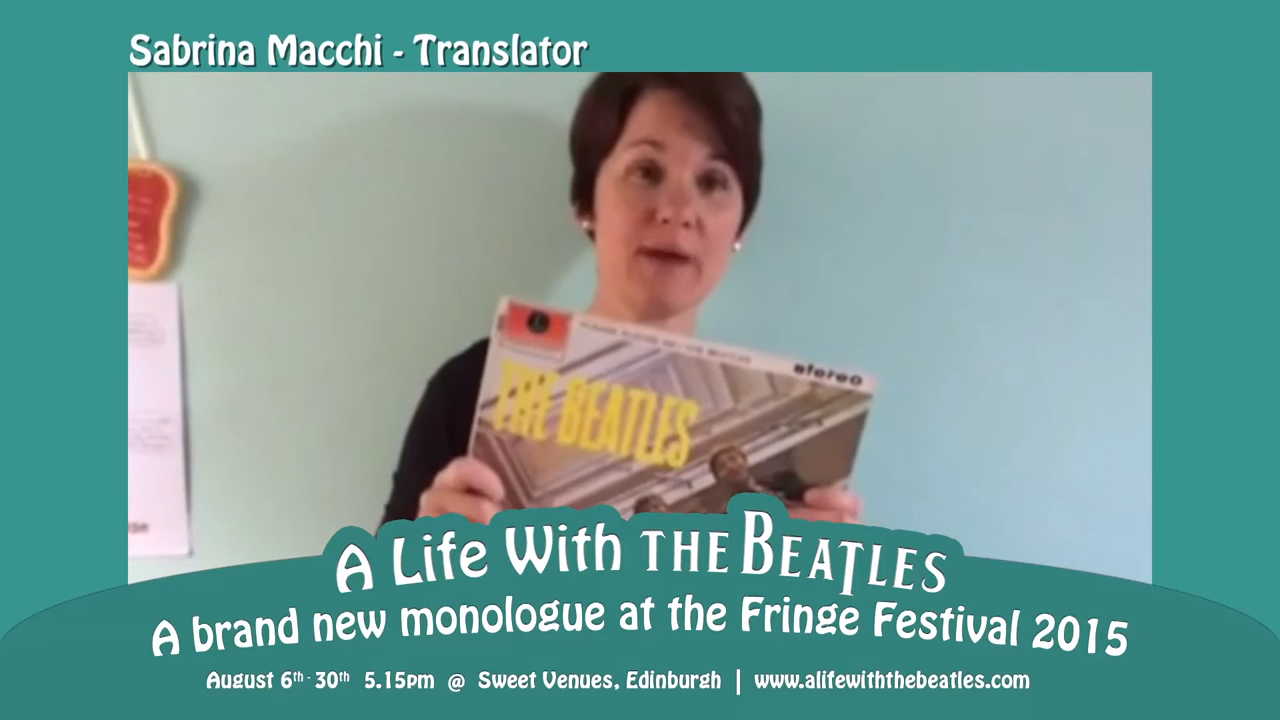 Sabrina Macchi - Translator
stereo
THE BEATLES
A Life With THE BEATLES
A brand new monologue at the Fringe Festival 2015
August 6th - 30th 5.15pm @ Sweet Venues, Edinburgh | www.alifewiththebeatles.com